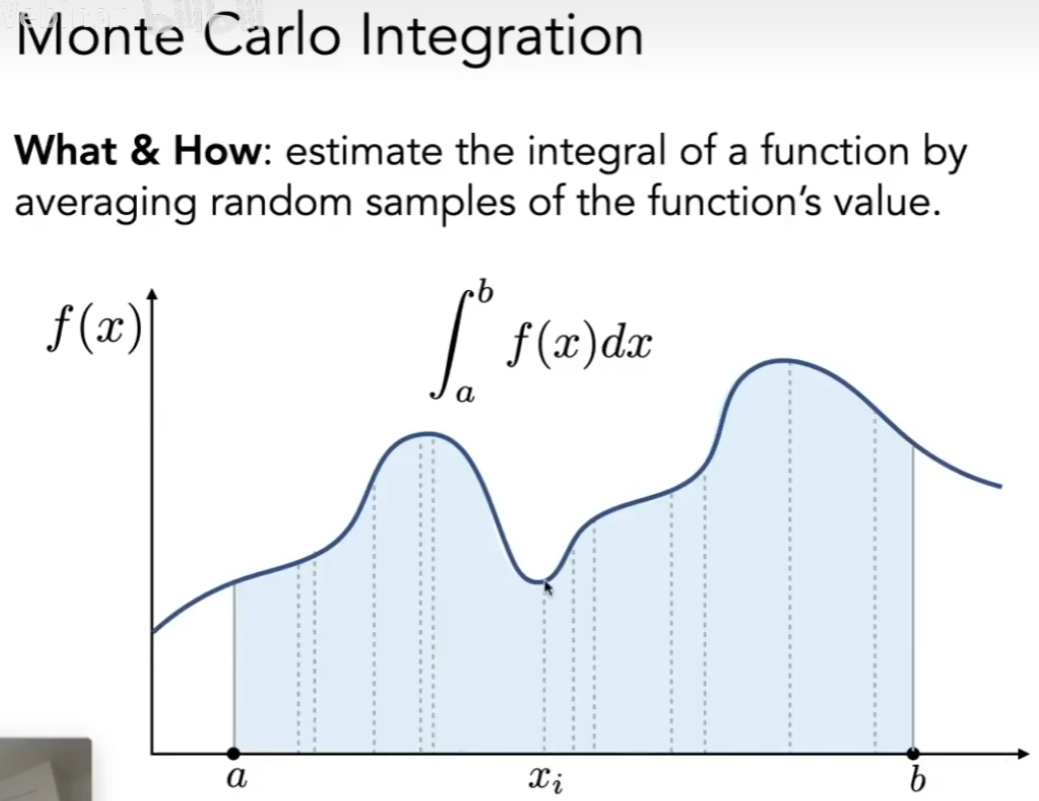 Monte Carlo Integration
What & How: estimate the integral of a function by
averaging random samples of the function's value.
f(x)
∫_a^b f(x)dx
a
x_i
b